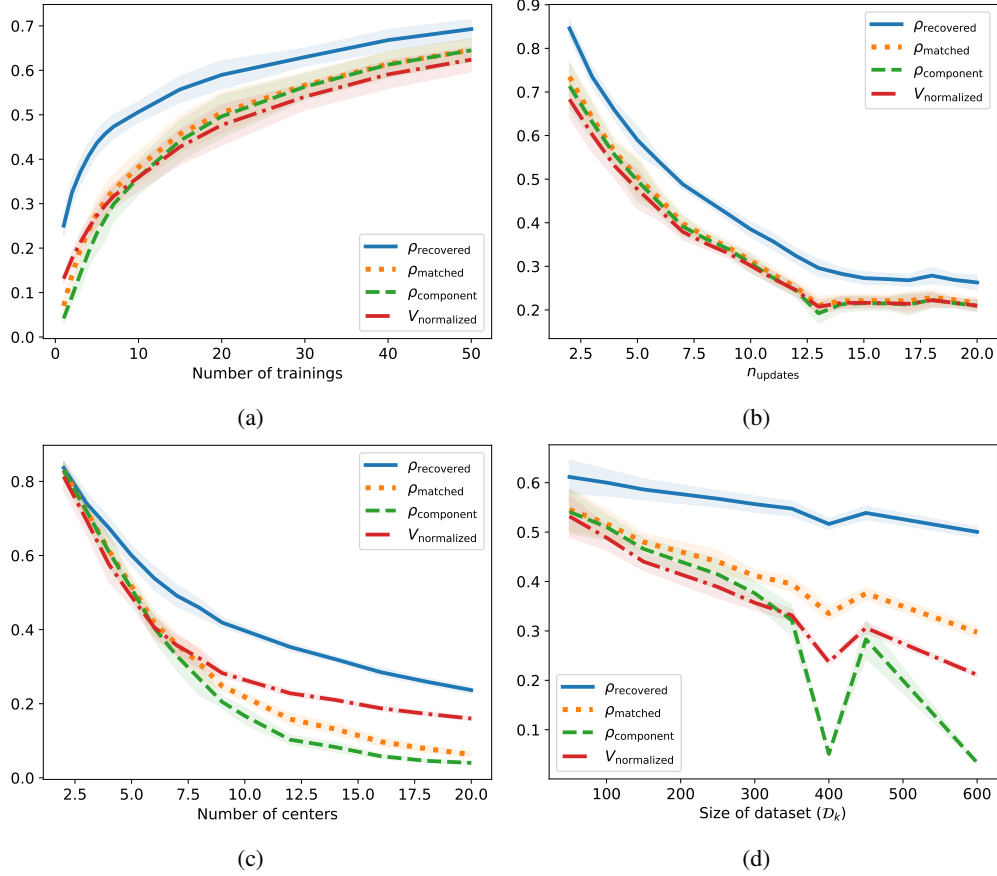 0.7
0.6
0.5
0.4
0.3
0.2
0.1
0.0
ρrecovered
ρmatched
ρcomponent
Vnormalized
0 10 20 30 40 50
Number of trainings
(a)
0.9
0.8
0.7
0.6
0.5
0.4
0.3
0.2
ρrecovered
ρmatched
ρcomponent
Vnormalized
2.5 5.0 7.5 10.0 12.5 15.0 17.5 20.0
nupdates
(b)
0.8
0.6
0.4
0.2
0.0
ρrecovered
ρmatched
ρcomponent
Vnormalized
2.5 5.0 7.5 10.0 12.5 15.0 17.5 20.0
Number of centers
(c)
0.6
0.5
0.4
0.3
0.2
0.1
ρrecovered
ρmatched
ρcomponent
Vnormalized
100 200 300 400 500 600
Size of dataset (𝒟k)
(d)